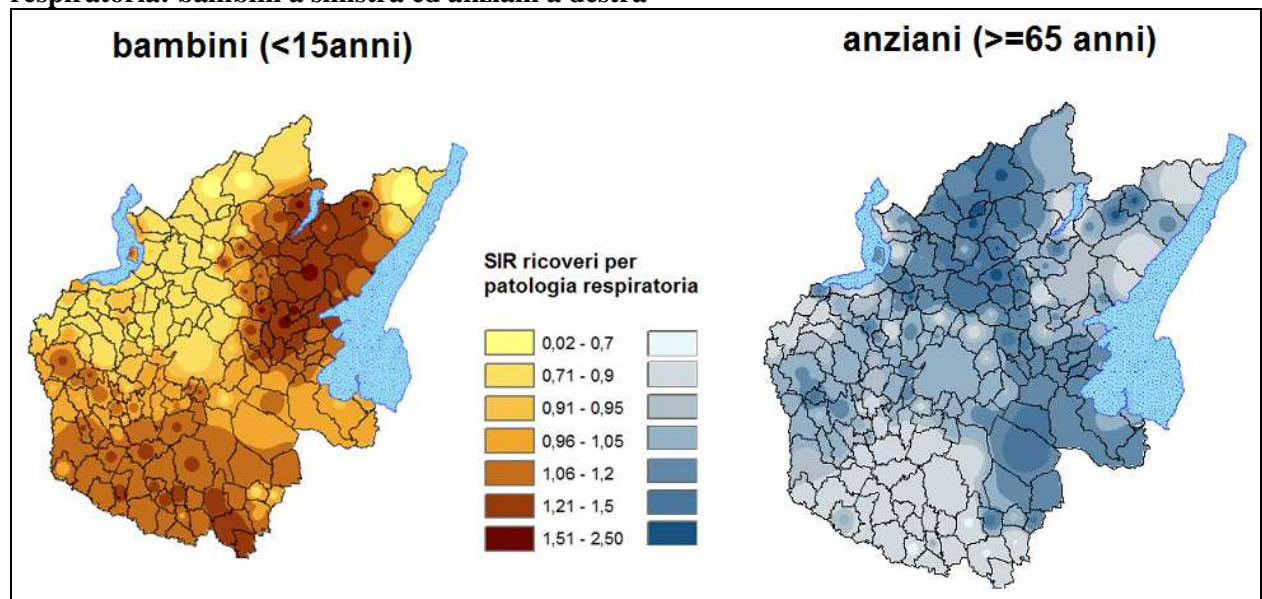 respiratoria: bambini a sinistra ed anziani a destra
bambini (<15anni)
anziani (>=65 anni)
SIR ricoveri per
patologia respiratoria
0,02 - 0,7
0,71 - 0,9
0,91 - 0,95
0,96 - 1,05
1,06 - 1,2
1,21 - 1,5
1,51 - 2,50